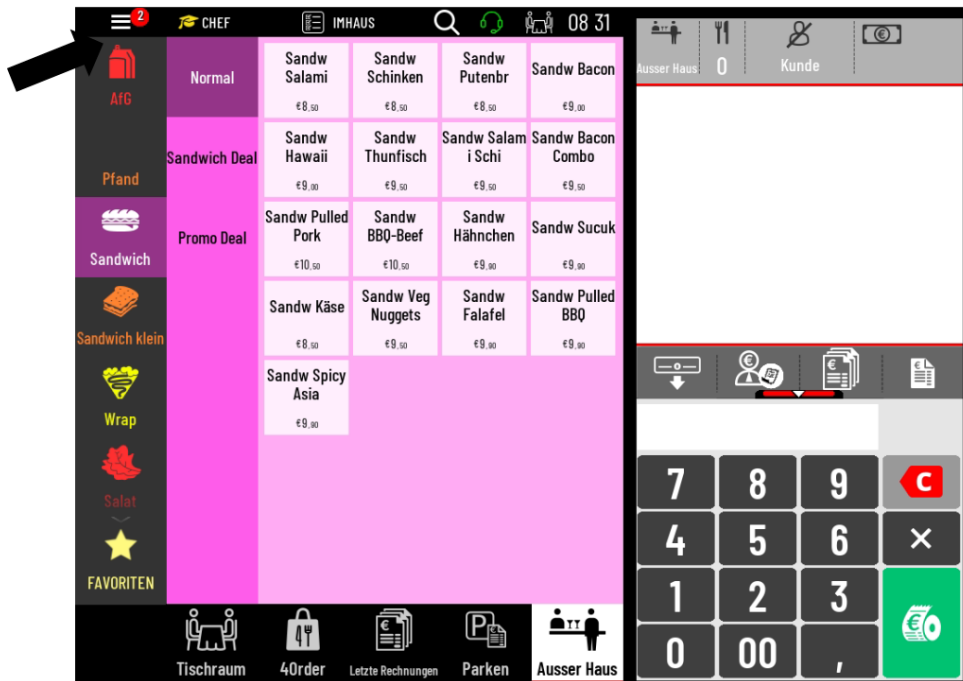 2
CHEF
IMHAUS
08 31
AfG
Pfand
Sandwich
Sandwich klein
Wrap
Salat
FAVORITEN
Normal
Sandwich Deal
Promo Deal
Sandw
Salami
€8,50
Sandw
Schinken
€8,50
Sandw
Putenbr
€8,50
Sandw Bacon
€9,00
Sandw
Hawaii
€9,00
Sandw
Thunfisch
€9,50
Sandw Salam
i Schi
€9,50
Sandw Bacon
Combo
€9,50
Sandw Pulled
Pork
€10,50
Sandw
BBQ-Beef
€10,50
Sandw
Hähnchen
€9,90
Sandw Sucuk
€9,90
Sandw Käse
€8,50
Sandw Veg
Nuggets
€9,50
Sandw
Falafel
€9,90
Sandw Pulled
BBQ
€9,90
Sandw Spicy
Asia
€9,90
Tischraum
4Order
Letzte Rechnungen
Parken
Ausser Haus
Ausser Haus
0
Kunde
7
8
9
C
4
5
6
×
1
2
3
0
00
,